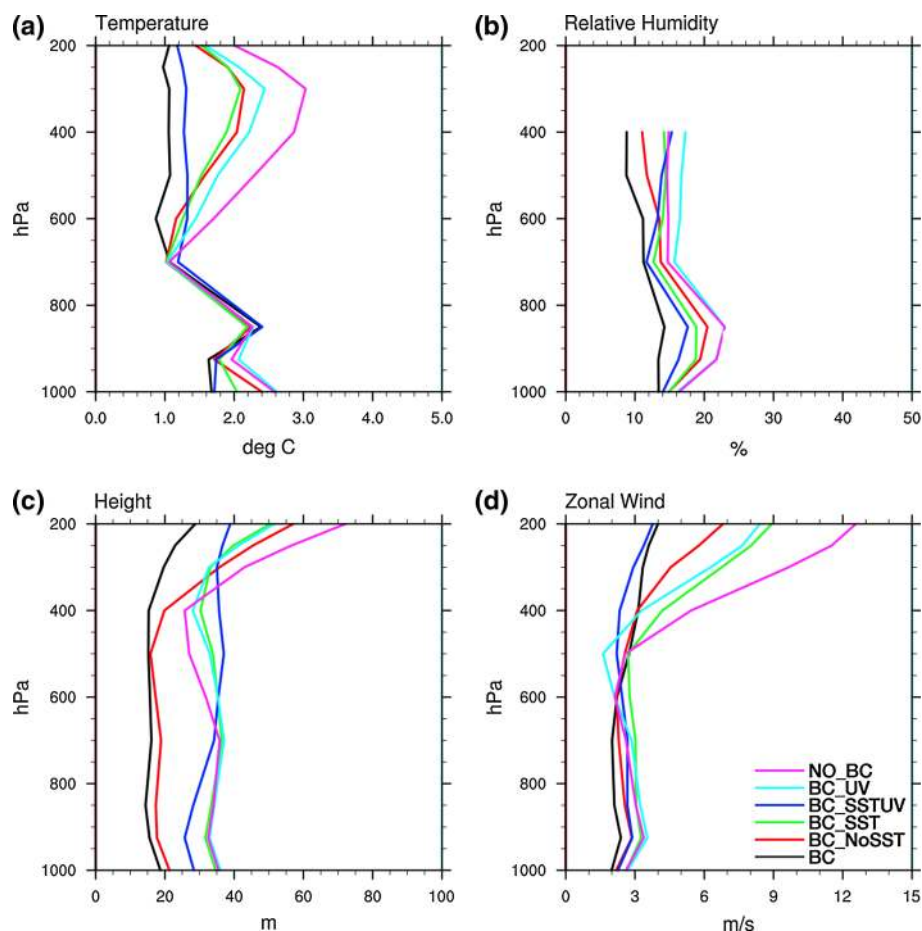 (a) Temperature
200
400
600
800
1000
hPa
0.0 1.0 2.0 3.0 4.0 5.0
deg C
(b) Relative Humidity
200
400
600
800
1000
hPa
0 10 20 30 40 50
%
(c) Height
200
400
600
800
1000
hPa
0 20 40 60 80 100
m
(d) Zonal Wind
200
400
600
800
1000
hPa
NO_BC
BC_UV
BC_SSTUV
BC_SST
BC_NoSST
BC
0 3 6 9 12 15
m/s